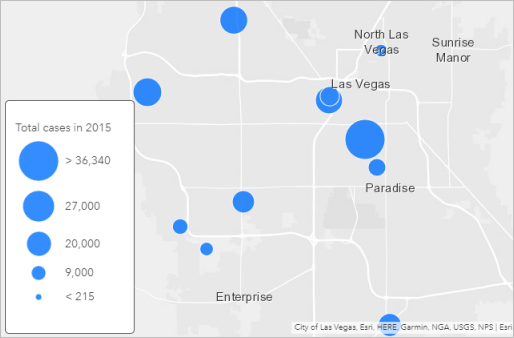 North Las
Vegas
Sunrise
Manor
Las Vegas
Total cases in 2015
> 36,340
27,000
20,000
9,000
< 215
Paradise
Enterprise
City of Las Vegas, Esri, HERE, Garmin, NGA, USGS, NPS | Esri